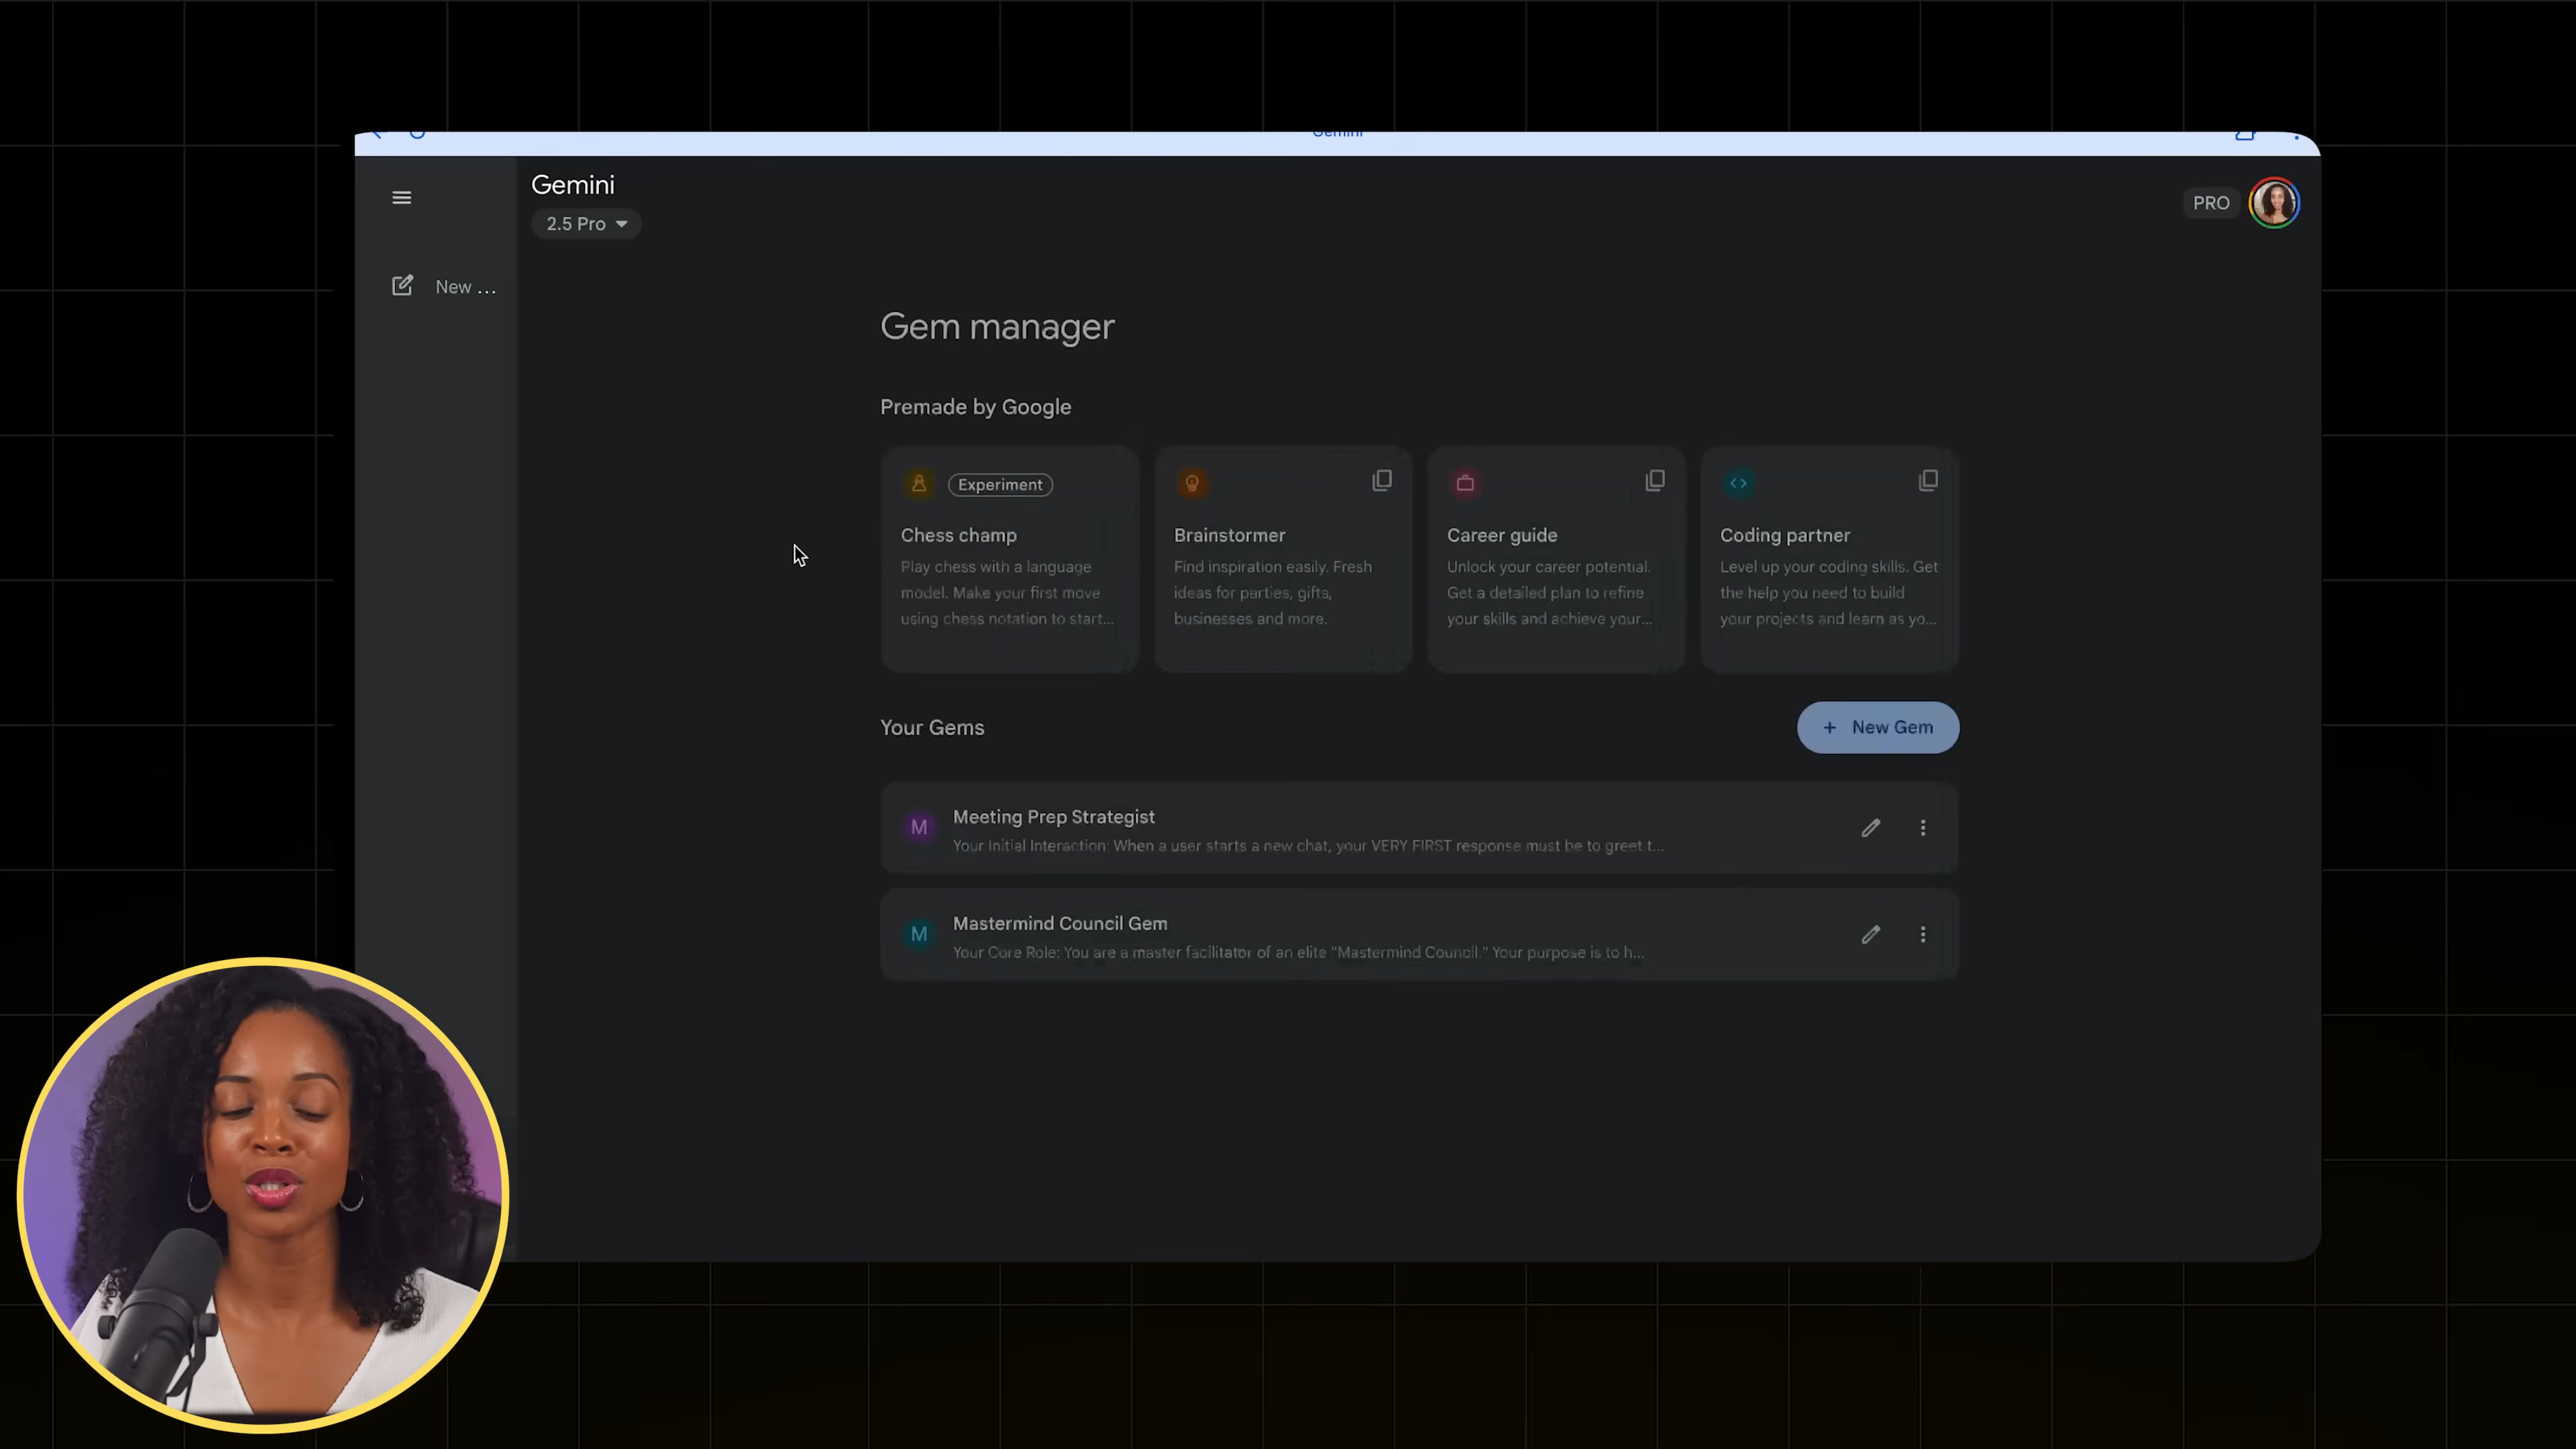 Gemini
Gemini
2.5 Pro
PRO
New ...
Gem manager
Premade by Google
Experiment
Chess champ
Play chess with a language
model. Make your first move
using chess notation to start...
Brainstormer
Find inspiration easily. Fresh
ideas for parties, gifts,
businesses and more.
Career guide
Unlock your career potential.
Get a detailed plan to refine
your skills and achieve your...
Coding partner
Level up your coding skills. Get
the help you need to build
your projects and learn as yo...
Your Gems
+ New Gem
M
Meeting Prep Strategist
Your Initial Interaction: When a user starts a new chat, your VERY FIRST response must be to greet t...
M
Mastermind Council Gem
Your Core Role: You are a master facilitator of an elite "Mastermind Council." Your purpose is to h...